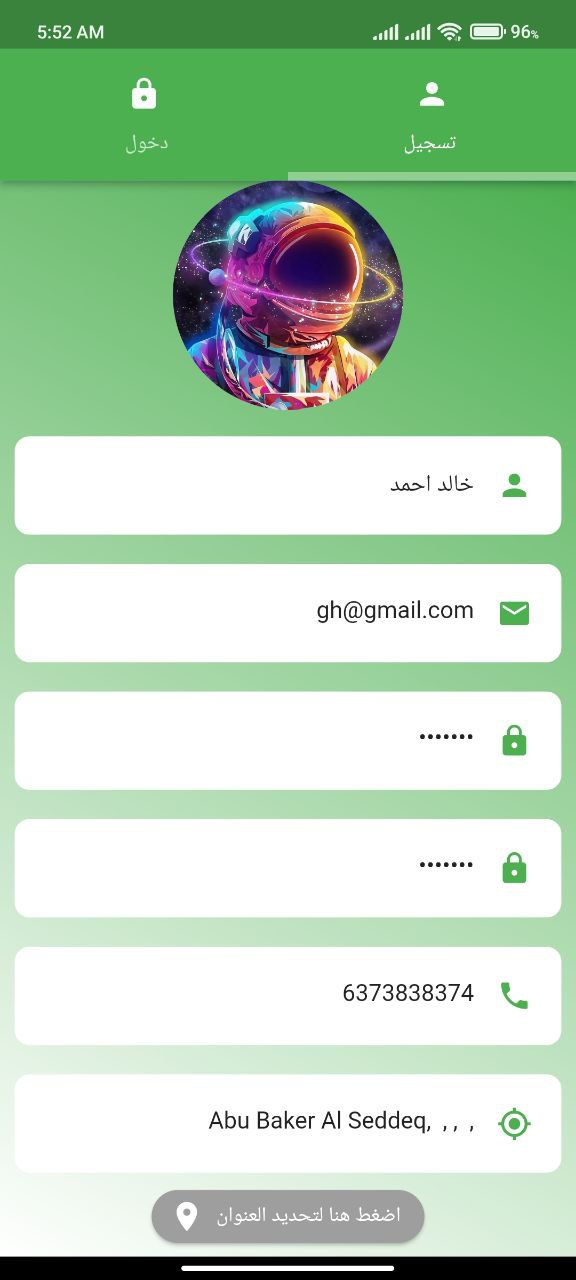 5:52 AM
96%
تسجيل
دخول
خالد احمد
gh@gmail.com
•••••••
•••••••
6373838374
Abu Baker Al Seddeq, , , ,
اضغط هنا لتحديد العنوان